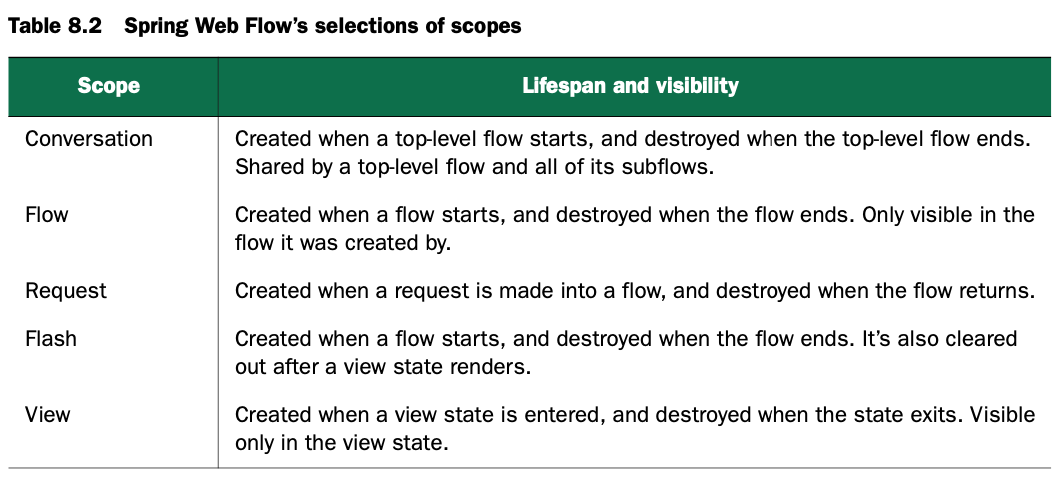 Table 8.2 Spring Web Flow's selections of scopes
Scope
Lifespan and visibility
Conversation
Created when a top-level flow starts, and destroyed when the top-level flow ends.
Shared by a top-level flow and all of its subflows.
Flow
Created when a flow starts, and destroyed when the flow ends. Only visible in the
flow it was created by.
Request
Created when a request is made into a flow, and destroyed when the flow returns.
Flash
Created when a flow starts, and destroyed when the flow ends. It's also cleared
out after a view state renders.
View
Created when a view state is entered, and destroyed when the state exits. Visible
only in the view state.